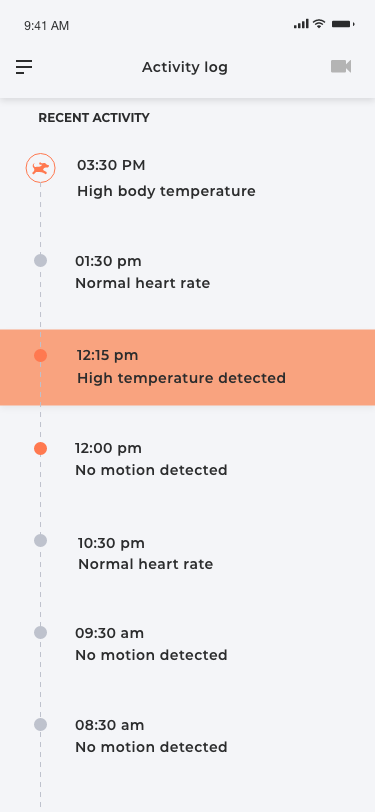 9:41 AM
Activity log
RECENT ACTIVITY
03:30 PM
High body temperature
01:30 pm
Normal heart rate
12:15 pm
High temperature detected
12:00 pm
No motion detected
10:30 pm
Normal heart rate
09:30 am
No motion detected
08:30 am
No motion detected